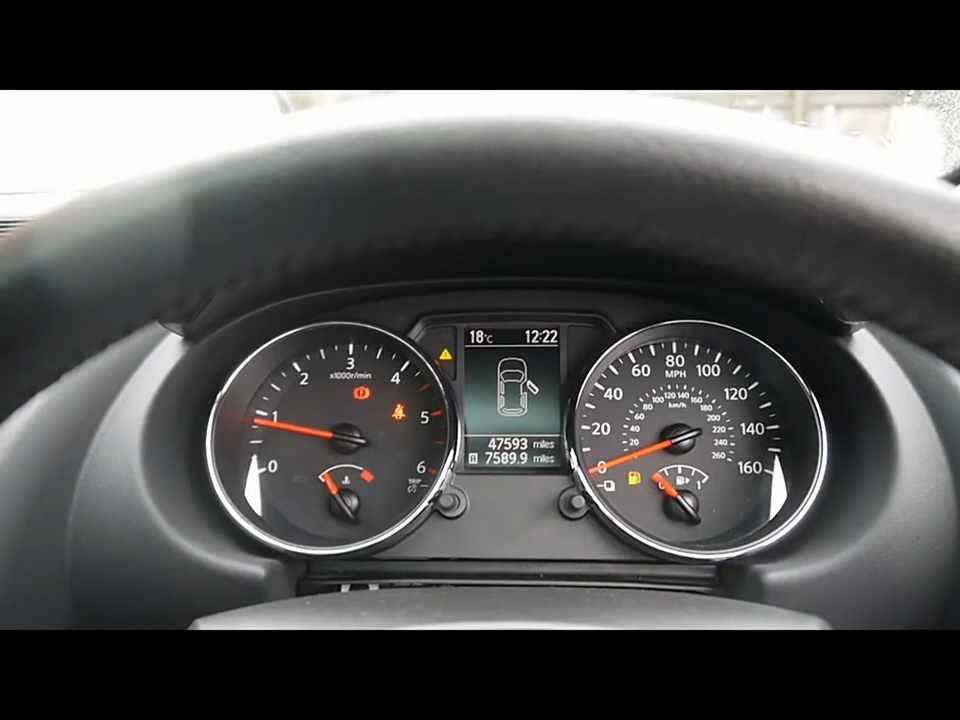 18°C 12:22
47593 miles
A 7589.9 miles
0 1 2 3 4 5 6
x1000r/min
TRIP
0 20 40 60 80 100 120 140 160
MPH
20 40 60 80 100 120 140 160 180 200 220 240 260
km/h
0 1